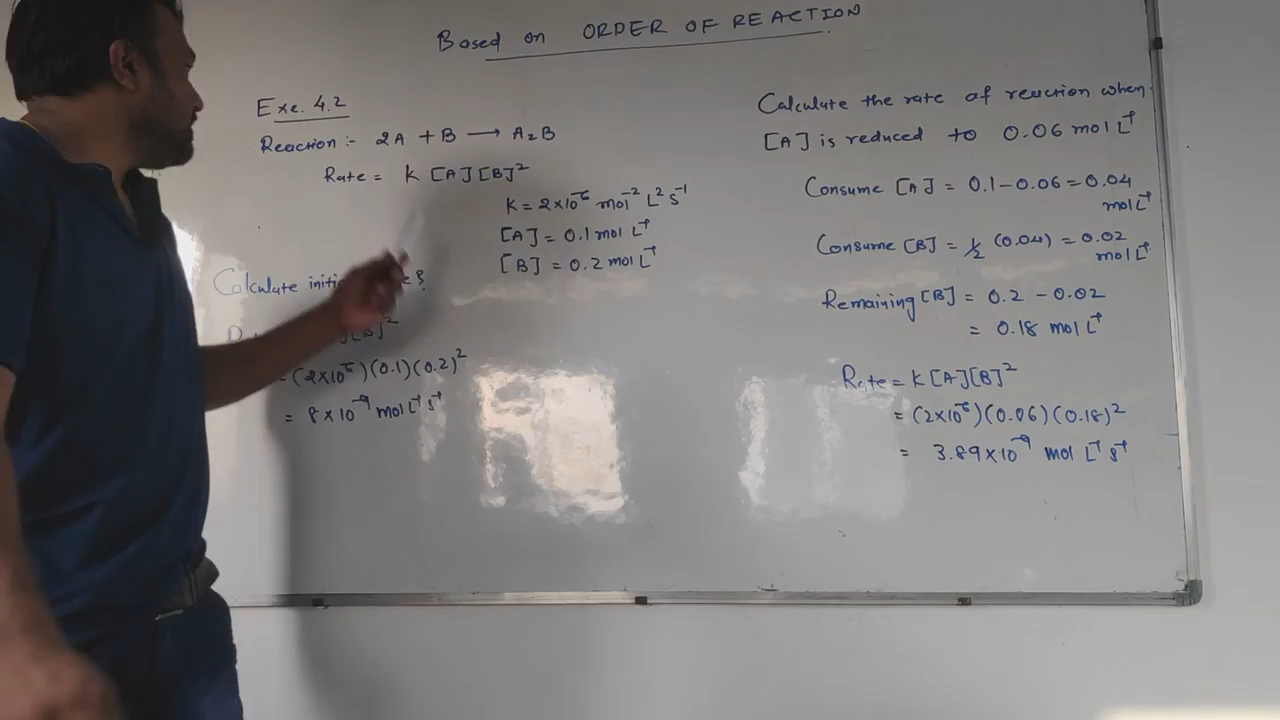 Based on ORDER OF REACTION
Exe. 4.2
Reaction :- 2A + B ⟶ A₂B
Rate = K [A][B]²
K = 2×10⁻⁶ mol⁻² L² s⁻¹
[A] = 0.1 mol L⁻¹
[B] = 0.2 mol L⁻¹
Calculate
][B]²
= (2×10⁻⁶)(0.1)(0.2)²
= 8 × 10⁻⁹ mol L⁻¹ s⁻¹
Calculate the rate of reaction when
[A] is reduced to 0.06 mol L⁻¹
Consume [A] = 0.1 - 0.06 = 0.04
mol L⁻¹
Consume [B] = 1/2 (0.04) = 0.02
mol L⁻¹
Remaining [B] = 0.2 - 0.02
= 0.18 mol L⁻¹
Rate = K [A][B]²
= (2×10⁻⁶)(0.06)(0.18)²
= 3.89×10⁻⁹ mol L⁻¹ s⁻¹